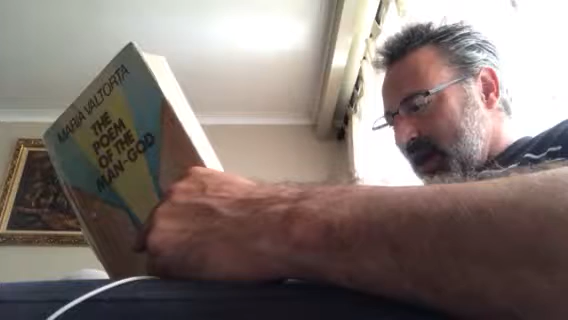 MARIA VALTORTA
THE
POEM
OF THE
MAN-GOD